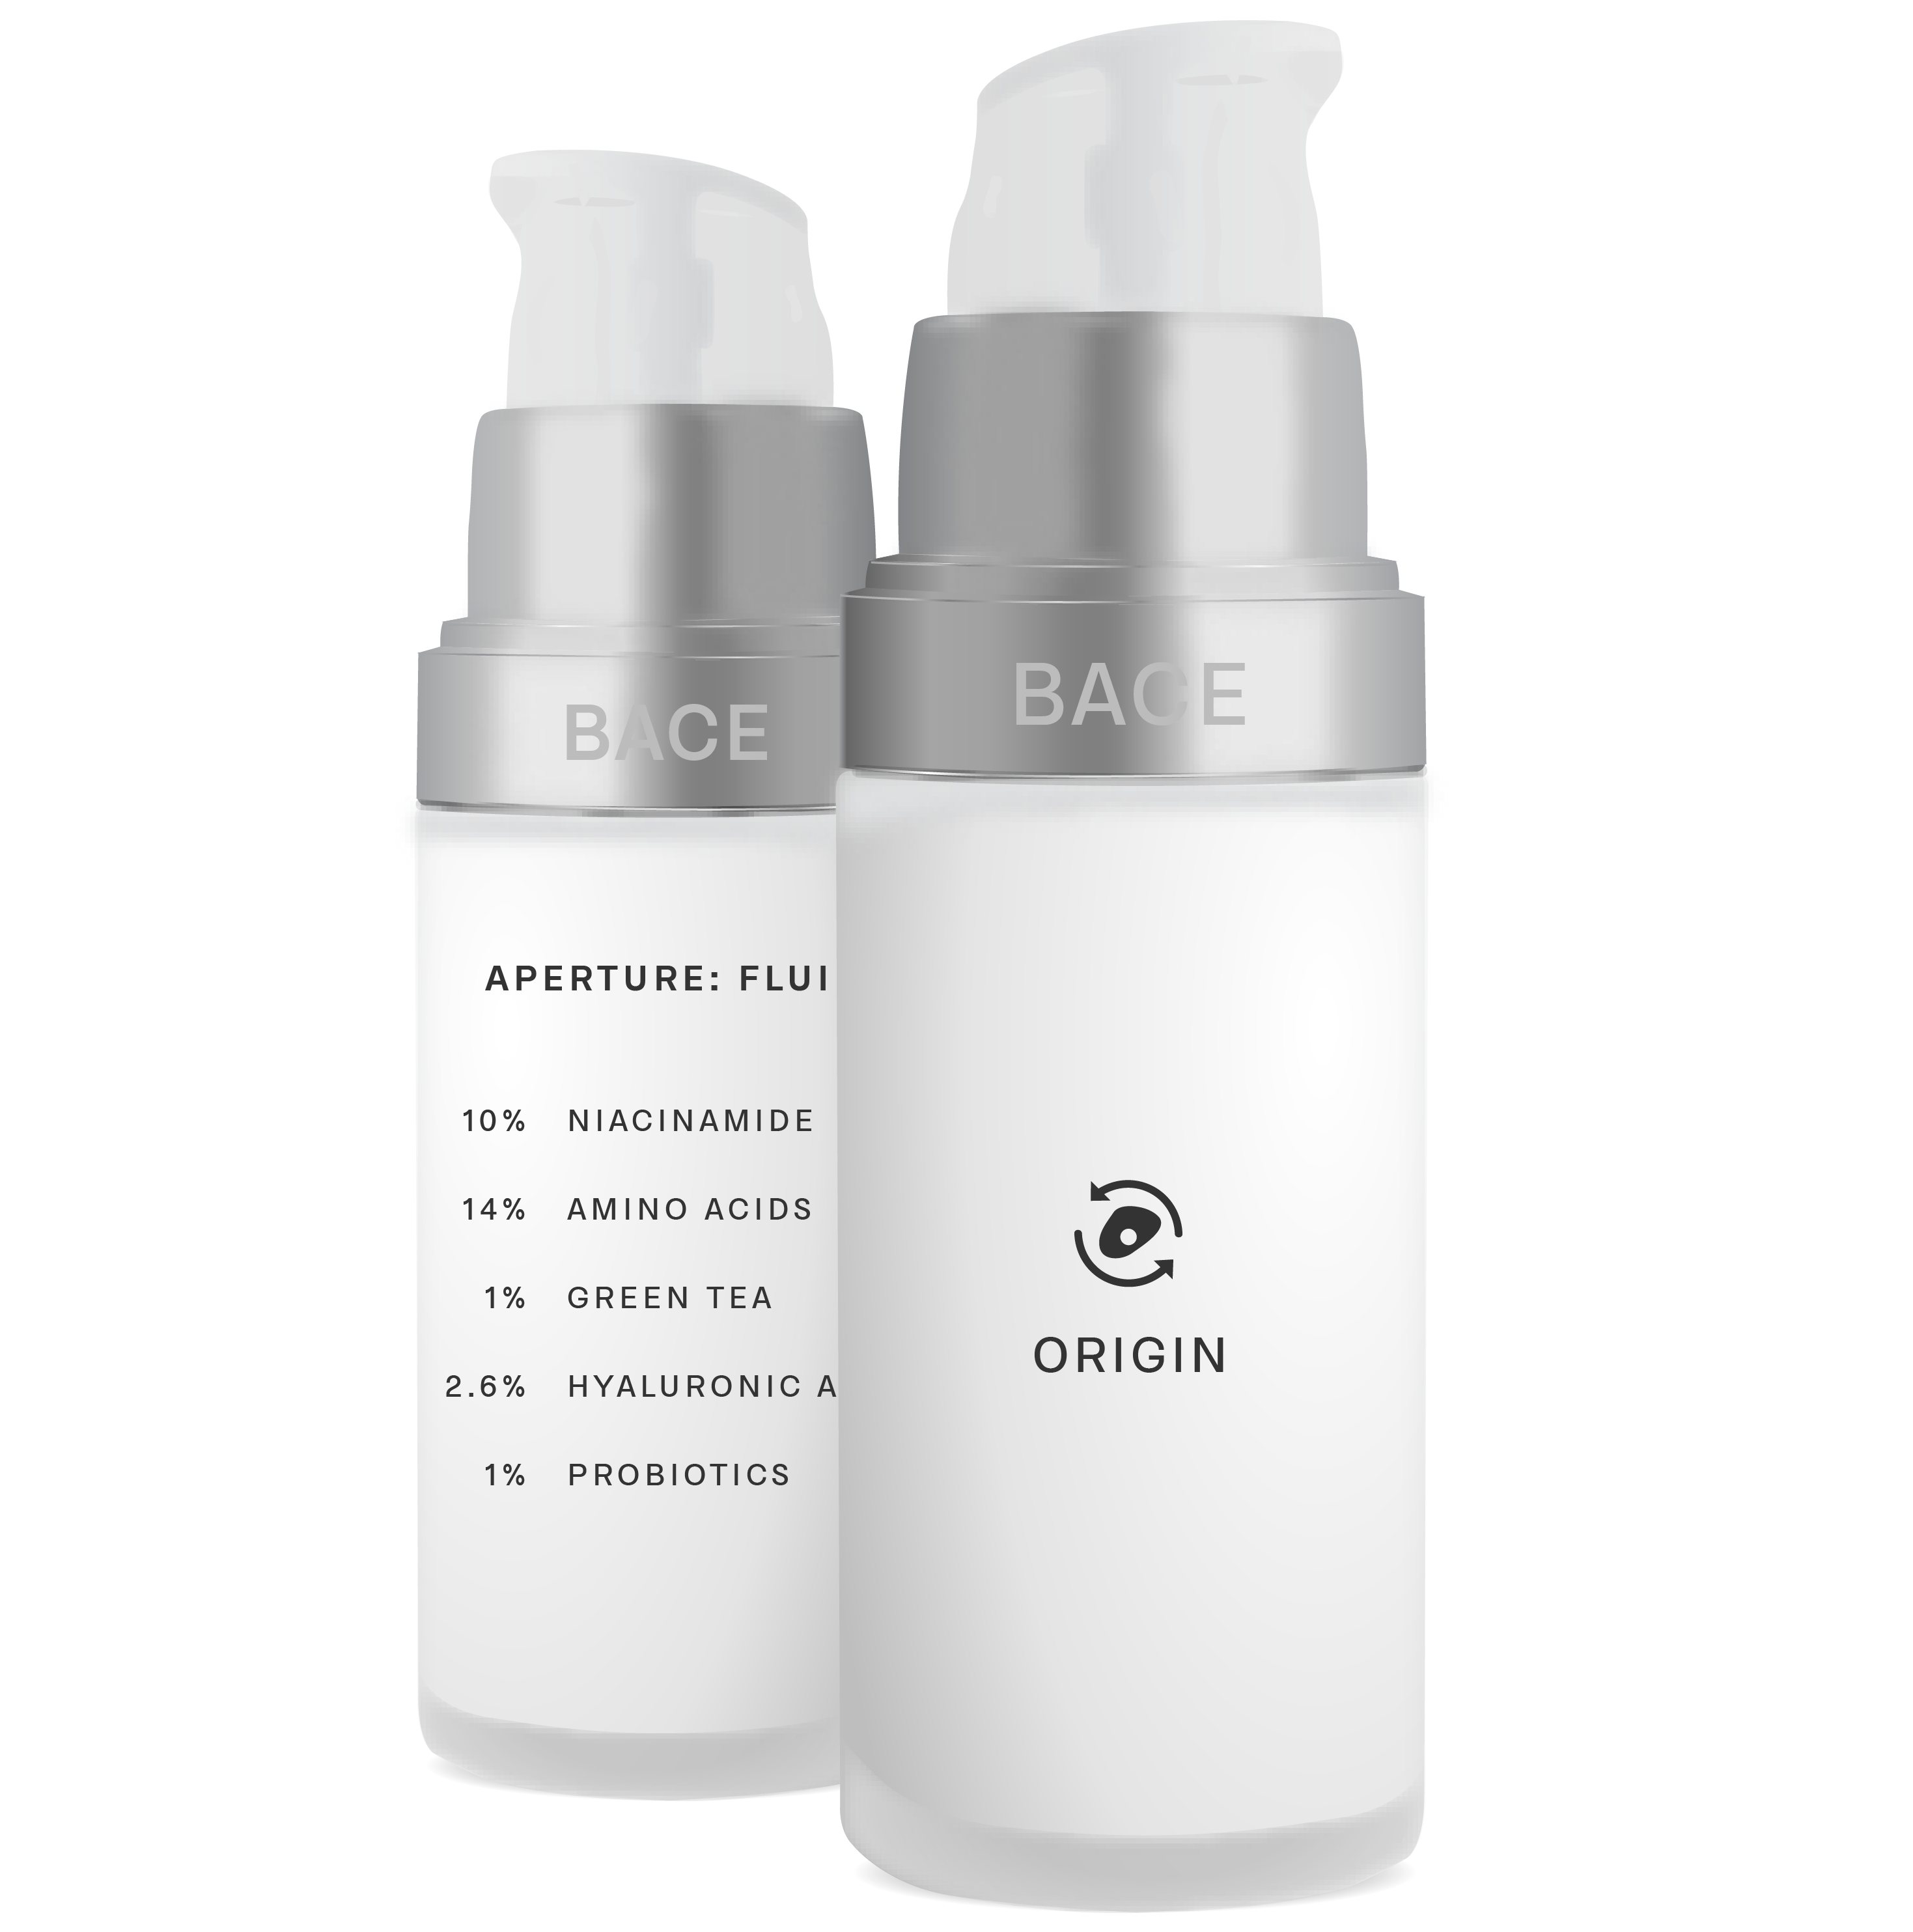 BACE
APERTURE: FLUI
10% NIACINAMIDE
14% AMINO ACIDS
1% GREEN TEA
2.6% HYALURONIC A
1% PROBIOTICS
BACE
ORIGIN